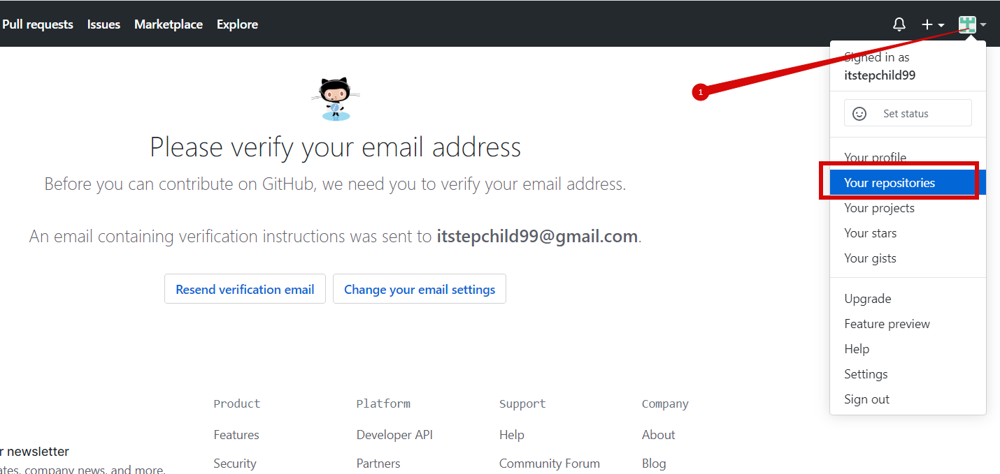 Pull requests Issues Marketplace Explore
1
Signed in as
itstepchild99
Set status
Your profile
Your repositories
Your projects
Your stars
Your gists
Upgrade
Feature preview
Help
Settings
Sign out
Please verify your email address
Before you can contribute on GitHub, we need you to verify your email address.
An email containing verification instructions was sent to itstepchild99@gmail.com.
Resend verification email Change your email settings
Product Platform Support Company
Features Developer API Help About
r newsletter
Security Partners Community Forum Blog
ates, company news, and more.